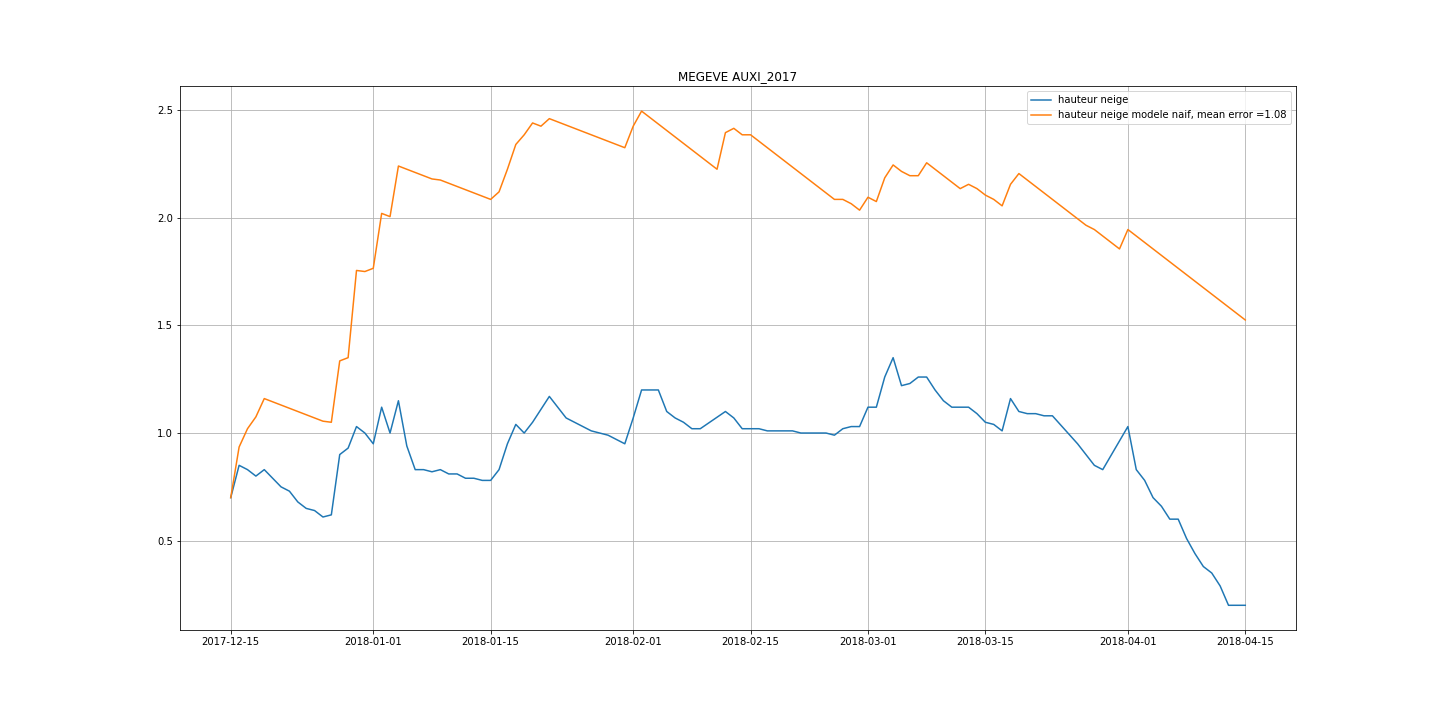 MEGEVE AUXI_2017
hauteur neige
hauteur neige modele naif, mean error =1.08
2.5
2.0
1.5
1.0
0.5
2017-12-15 2018-01-01 2018-01-15 2018-02-01 2018-02-15 2018-03-01 2018-03-15 2018-04-01 2018-04-15